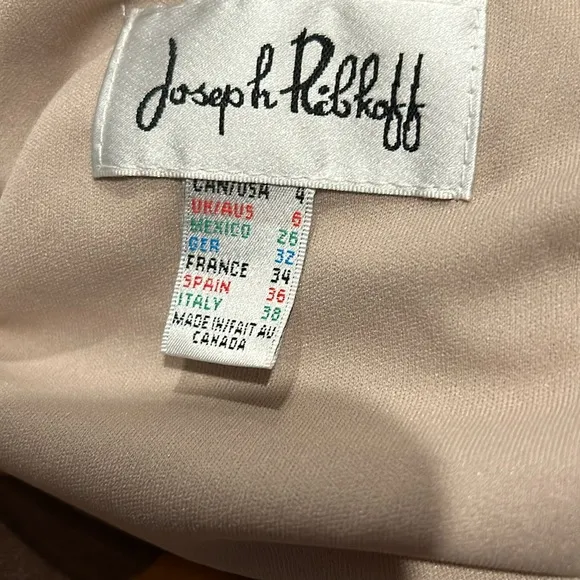 Joseph Ribkoff
CAN/USA 4
UK/AUS 6
MEXICO 26
GER 32
FRANCE 34
SPAIN 36
ITALY 38
MADE IN/FAIT AU
CANADA